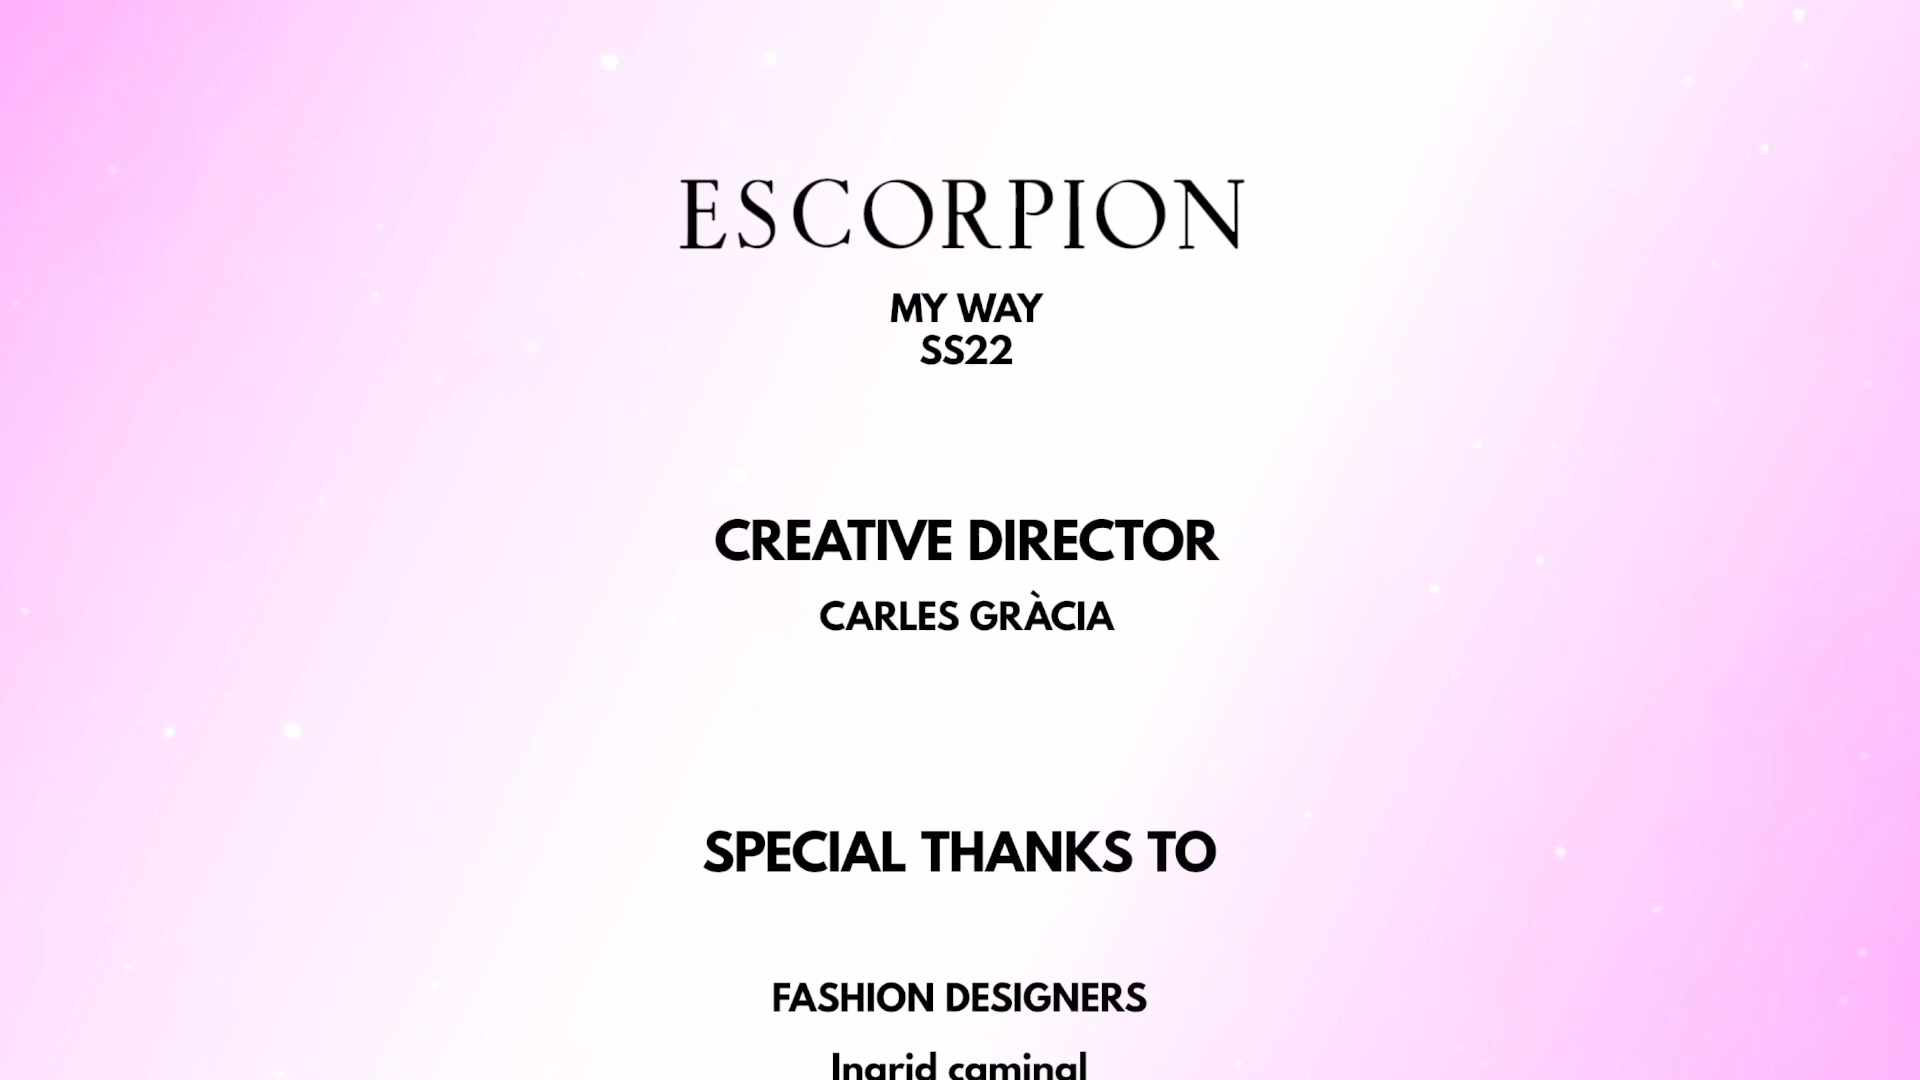 ESCORPION
MY WAY
SS22
CREATIVE DIRECTOR
CARLES GRÀCIA
SPECIAL THANKS TO
FASHION DESIGNERS
Ingrid caminal